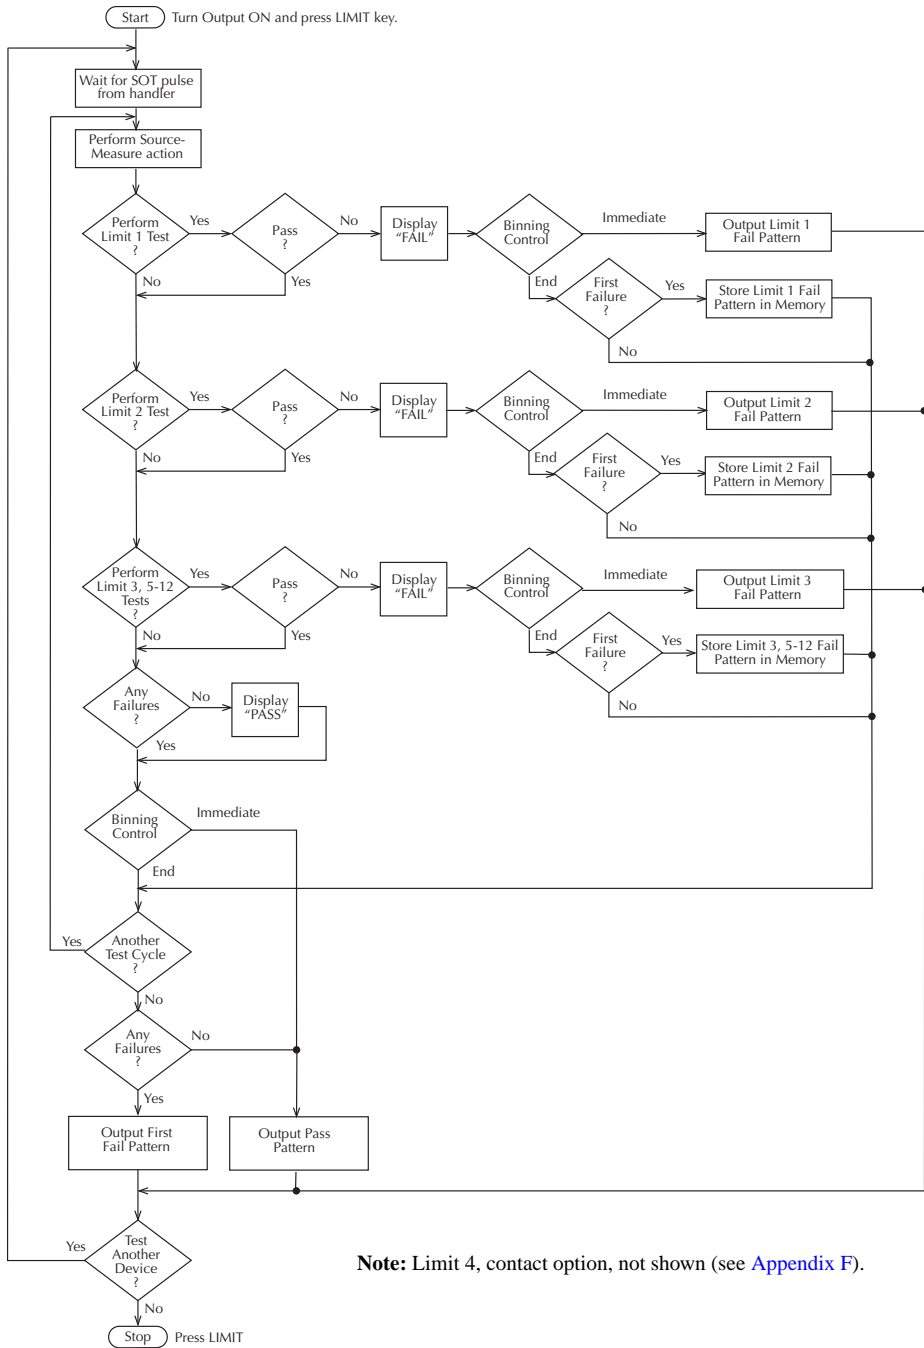 Start
Turn Output ON and press LIMIT key.
Wait for SOT pulse
from handler
Perform Source-
Measure action
Perform
Limit 1 Test
?
Yes
No
Pass
?
No
Yes
Display
“FAIL”
Binning
Control
Immediate
End
Output Limit 1
Fail Pattern
First
Failure
?
Yes
No
Store Limit 1 Fail
Pattern in Memory
Perform
Limit 2 Test
?
Yes
No
Pass
?
No
Yes
Display
“FAIL”
Binning
Control
Immediate
End
Output Limit 2
Fail Pattern
First
Failure
?
Yes
No
Store Limit 2 Fail
Pattern in Memory
Perform
Limit 3, 5-12
Tests
?
Yes
No
Pass
?
No
Yes
Display
“FAIL”
Binning
Control
Immediate
End
Output Limit 3
Fail Pattern
First
Failure
?
Yes
No
Store Limit 3, 5-12 Fail
Pattern in Memory
Any
Failures
?
No
Yes
Display
“PASS”
Binning
Control
Immediate
End
Another
Test Cycle
?
Yes
No
Any
Failures
?
No
Yes
Output First
Fail Pattern
Output Pass
Pattern
Test
Another
Device
?
Yes
No
Note: Limit 4, contact option, not shown (see Appendix F).
Stop
Press LIMIT